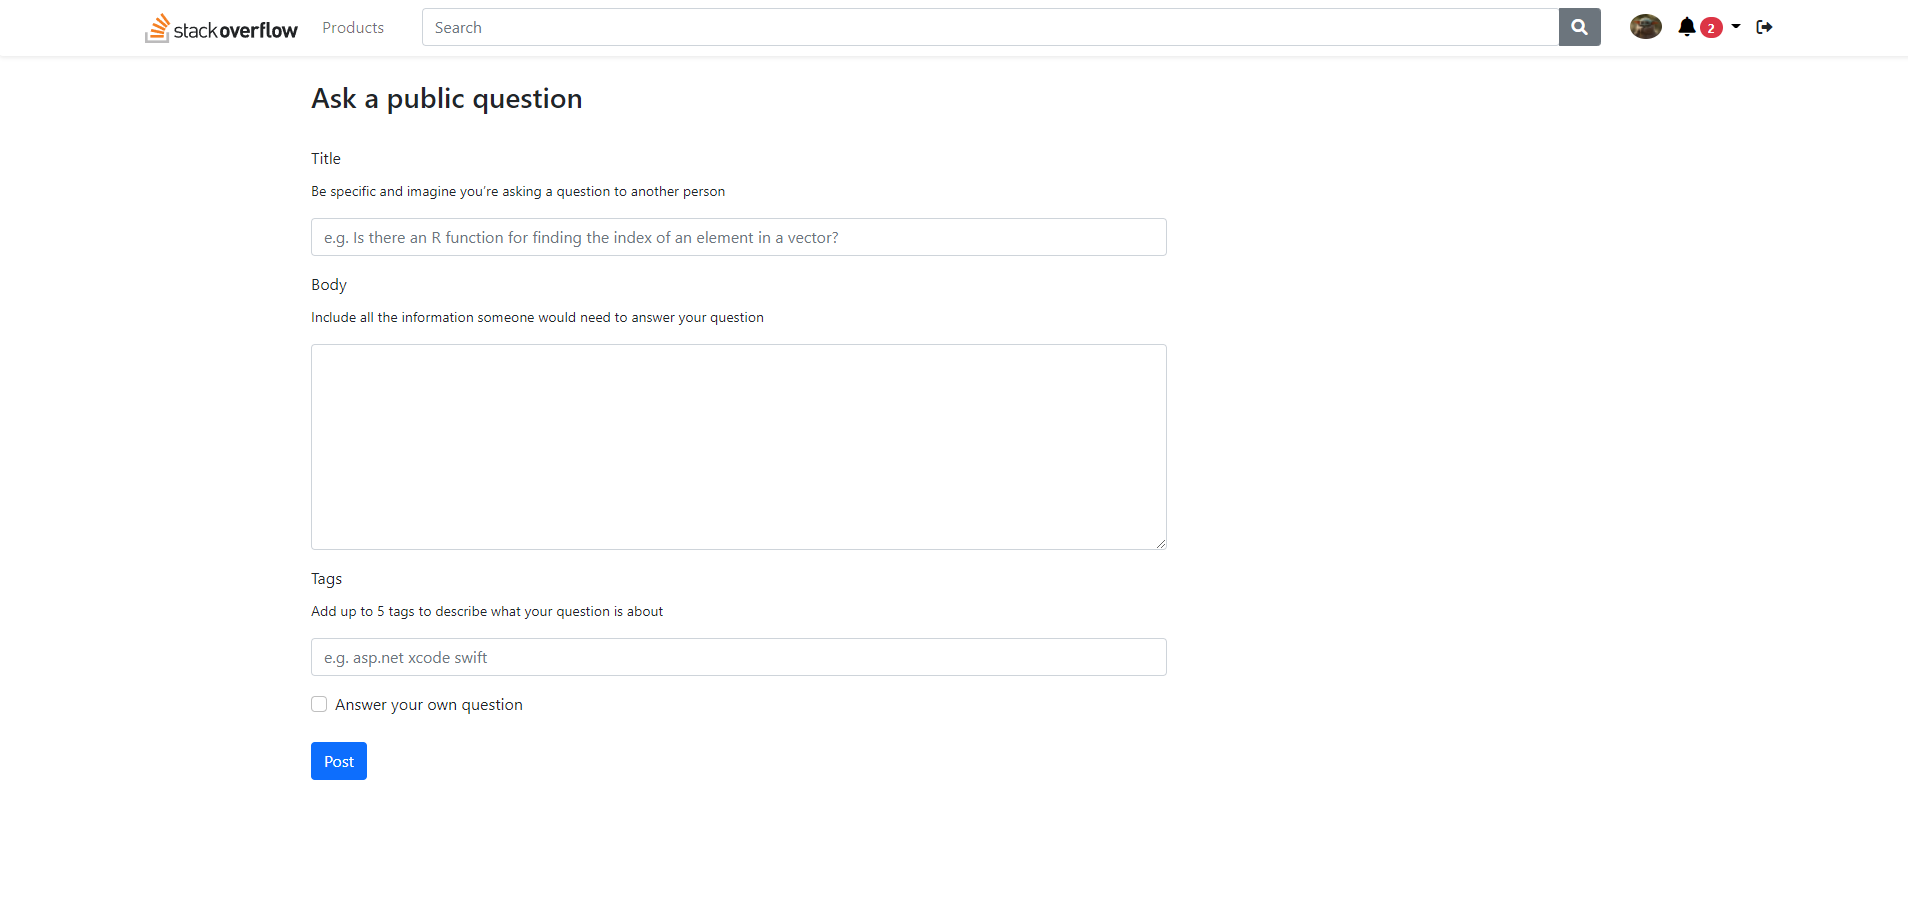 stackoverflow Products Search 2
Ask a public question
Title
Be specific and imagine you're asking a question to another person
e.g. Is there an R function for finding the index of an element in a vector?
Body
Include all the information someone would need to answer your question
Tags
Add up to 5 tags to describe what your question is about
e.g. asp.net xcode swift
Answer your own question
Post